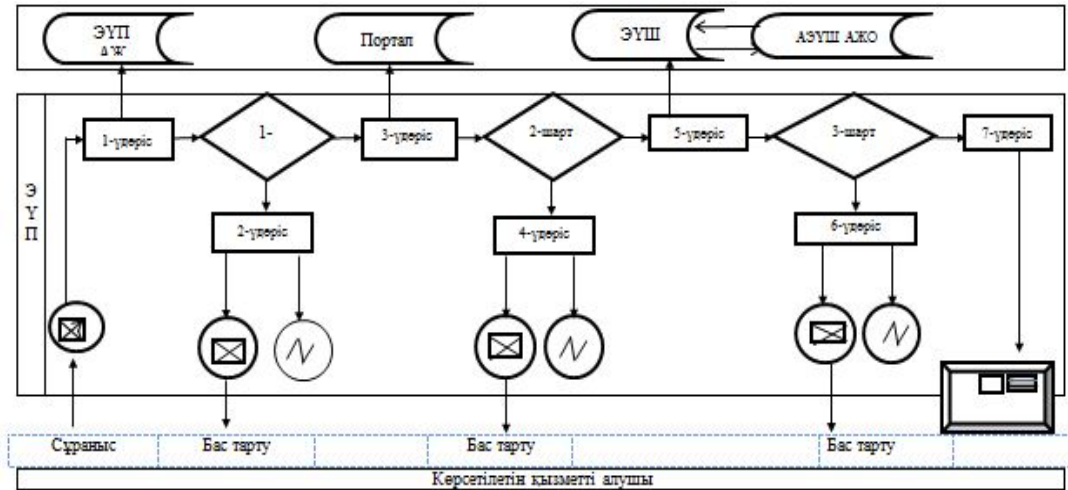 ЭҮП
АЖ
Портал
ЭҮШ
АЭҮШ АЖО
ЭҮП
1-үдеріс
1-
3-үдеріс
2-шарт
5-үдеріс
3-шарт
7-үдеріс
2-үдеріс
4-үдеріс
6-үдеріс
Сұраныс
Бас тарту
Бас тарту
Бас тарту
Көрсетілетін қызметті алушы